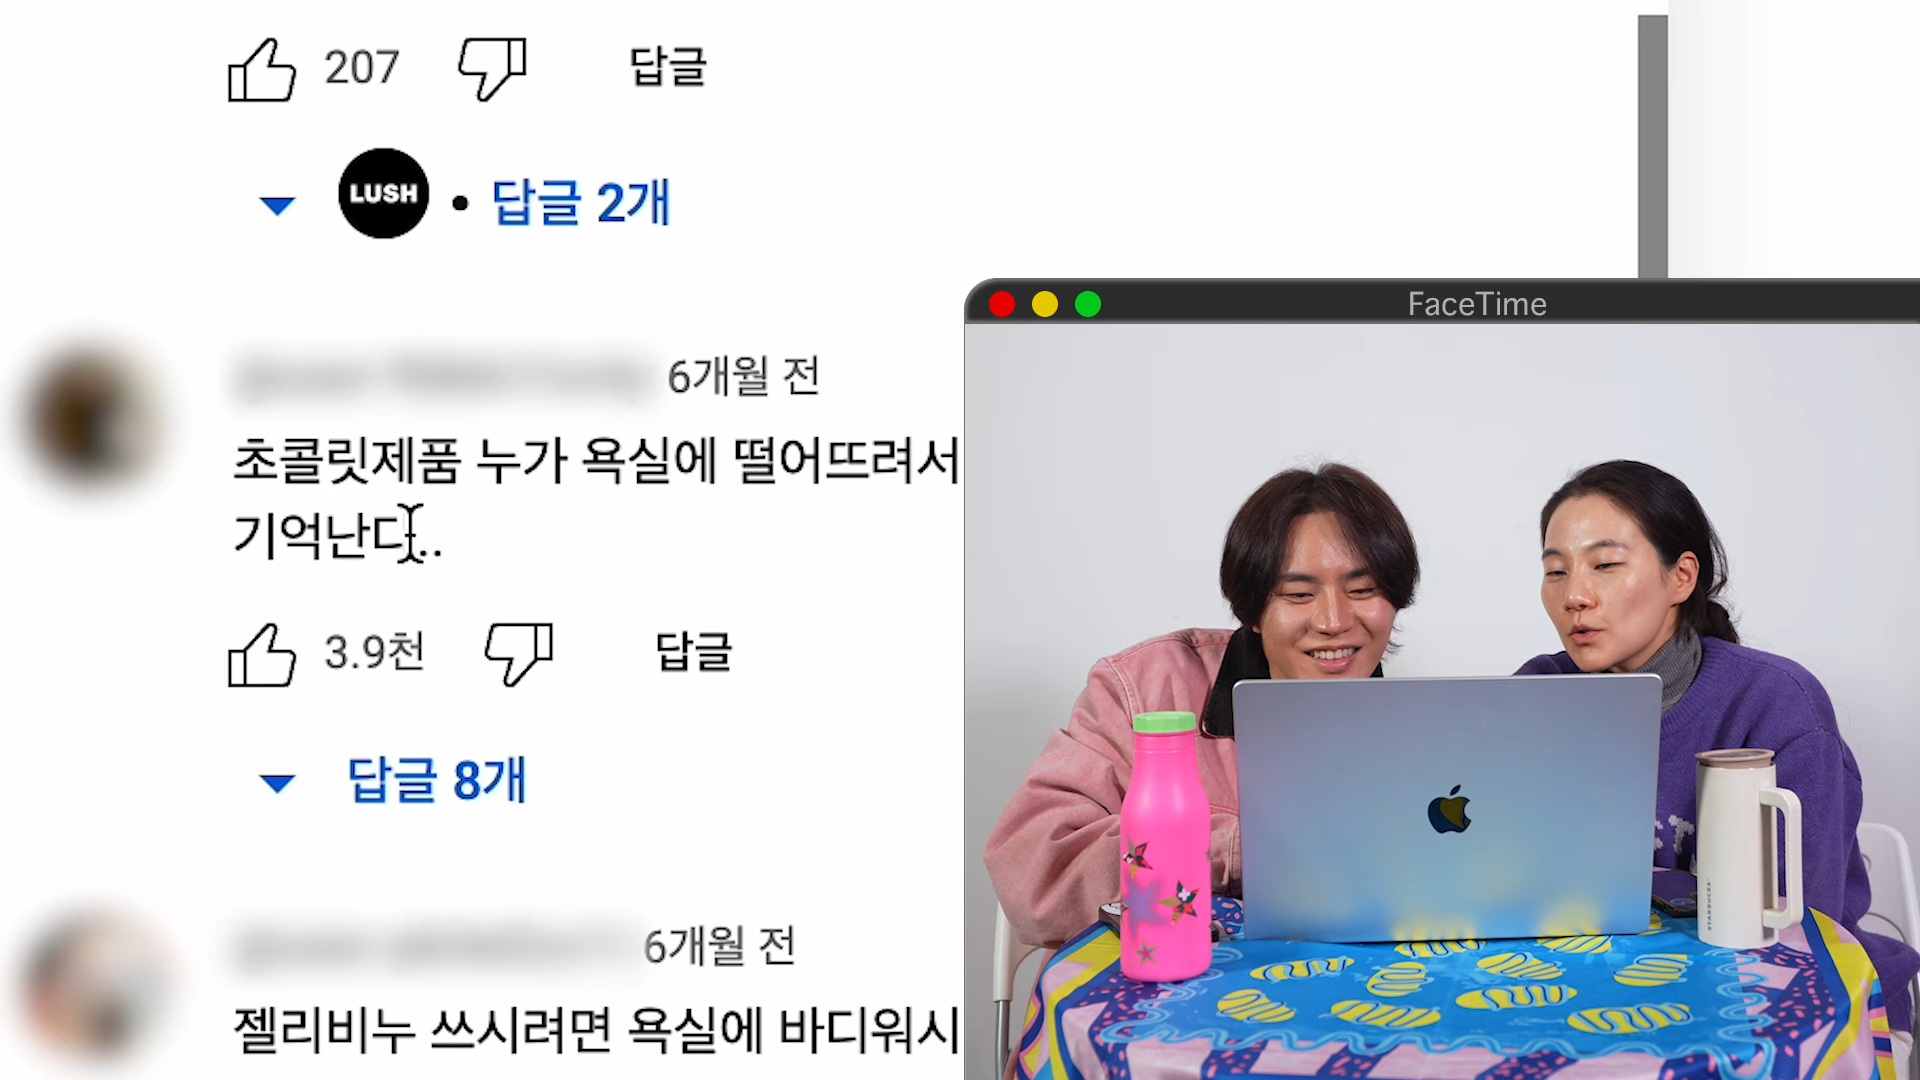 207 답글
LUSH • 답글 2개
FaceTime
6개월 전
초콜릿제품 누가 욕실에 떨어뜨려서
기억난다..
3.9천 답글
답글 8개
STARBUCKS
6개월 전
젤리비누 쓰시려면 욕실에 바디워시